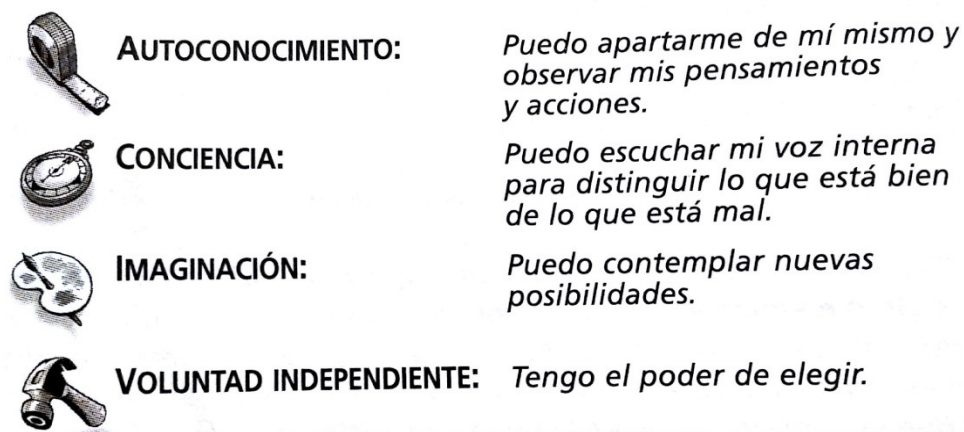 AUTOCONOCIMIENTO: Puedo apartarme de mí mismo y
observar mis pensamientos
y acciones.
CONCIENCIA: Puedo escuchar mi voz interna
para distinguir lo que está bien
de lo que está mal.
IMAGINACIÓN: Puedo contemplar nuevas
posibilidades.
VOLUNTAD INDEPENDIENTE: Tengo el poder de elegir.